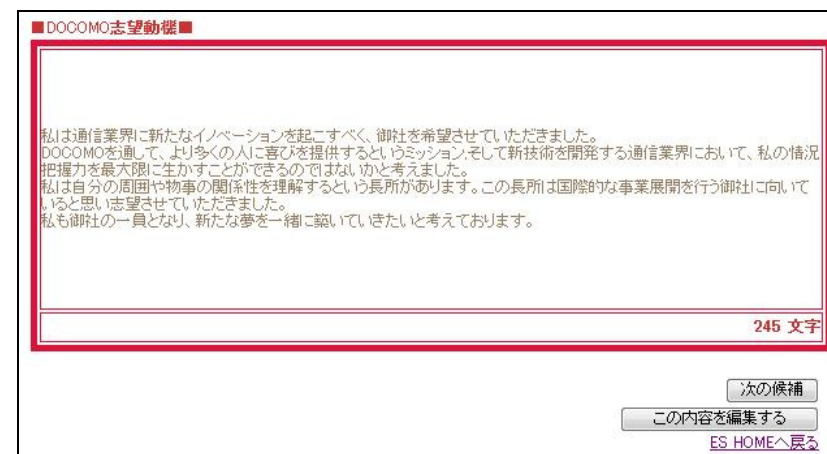 ■DOCOMO志望動機■
私は通信業界に新たなイノベーションを起こすべく、御社を希望させていただきました。
DOCOMOを通して、より多くの人に喜びを提供するというミッション,そして新技術を開発する通信業界において、私の情況
把握力を最大限に生かすことができるのではないかと考えました。
私は自分の周囲や物事の関係性を理解するという長所があります。この長所は国際的な事業展開を行う御社に向いて
いると思い志望させていただきました。
私も御社の一員となり、新たな夢を一緒に築いていきたいと考えております。
245 文字
次の候補
この内容を編集する
ES HOMEへ戻る